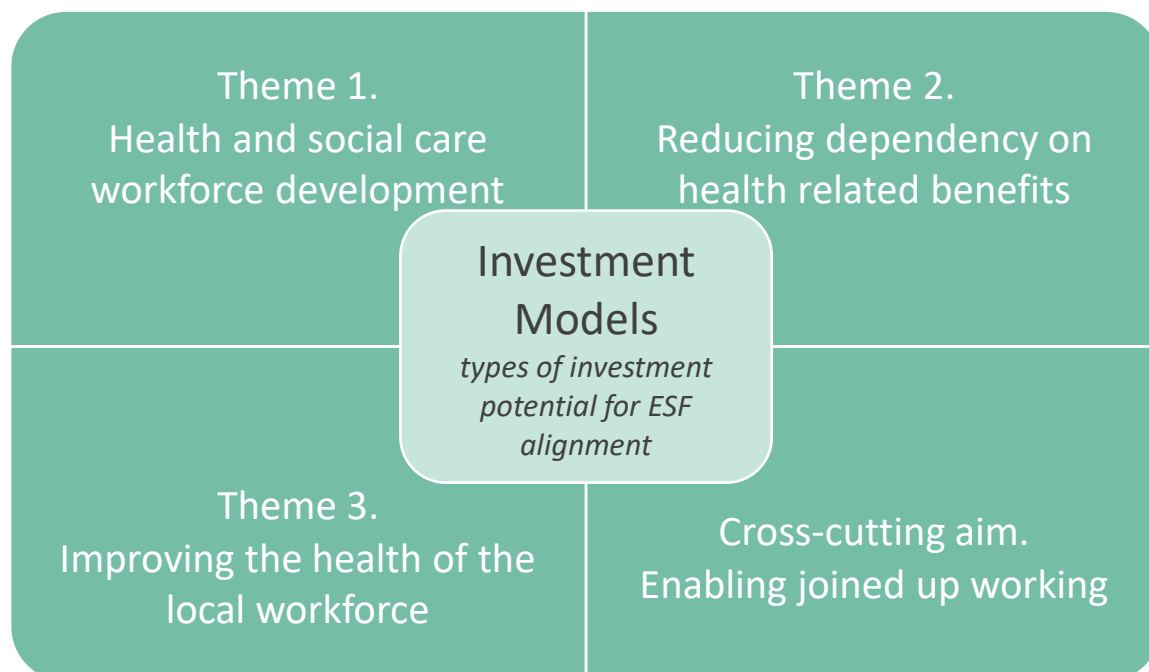 Theme 1.
Health and social care
workforce development
Theme 2.
Reducing dependency on
health related benefits
Investment
Models
types of investment
potential for ESF
alignment
Theme 3.
Improving the health of the
local workforce
Cross-cutting aim.
Enabling joined up working